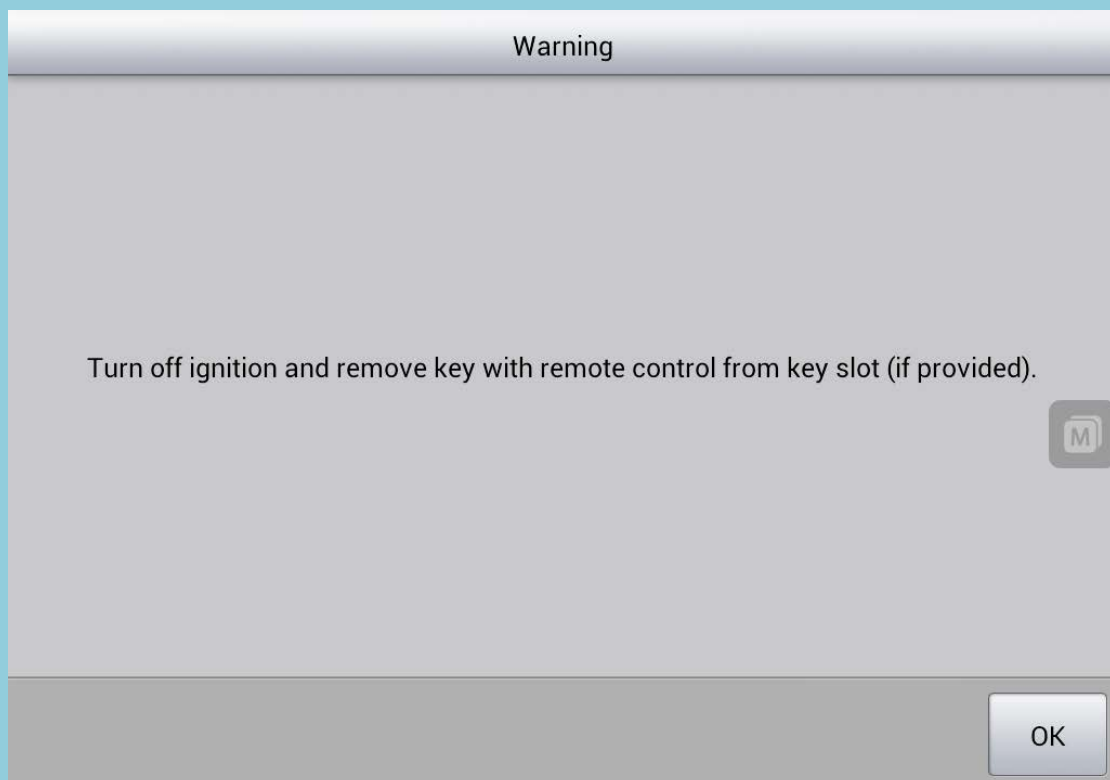 Warning
Turn off ignition and remove key with remote control from key slot (if provided).
M
OK